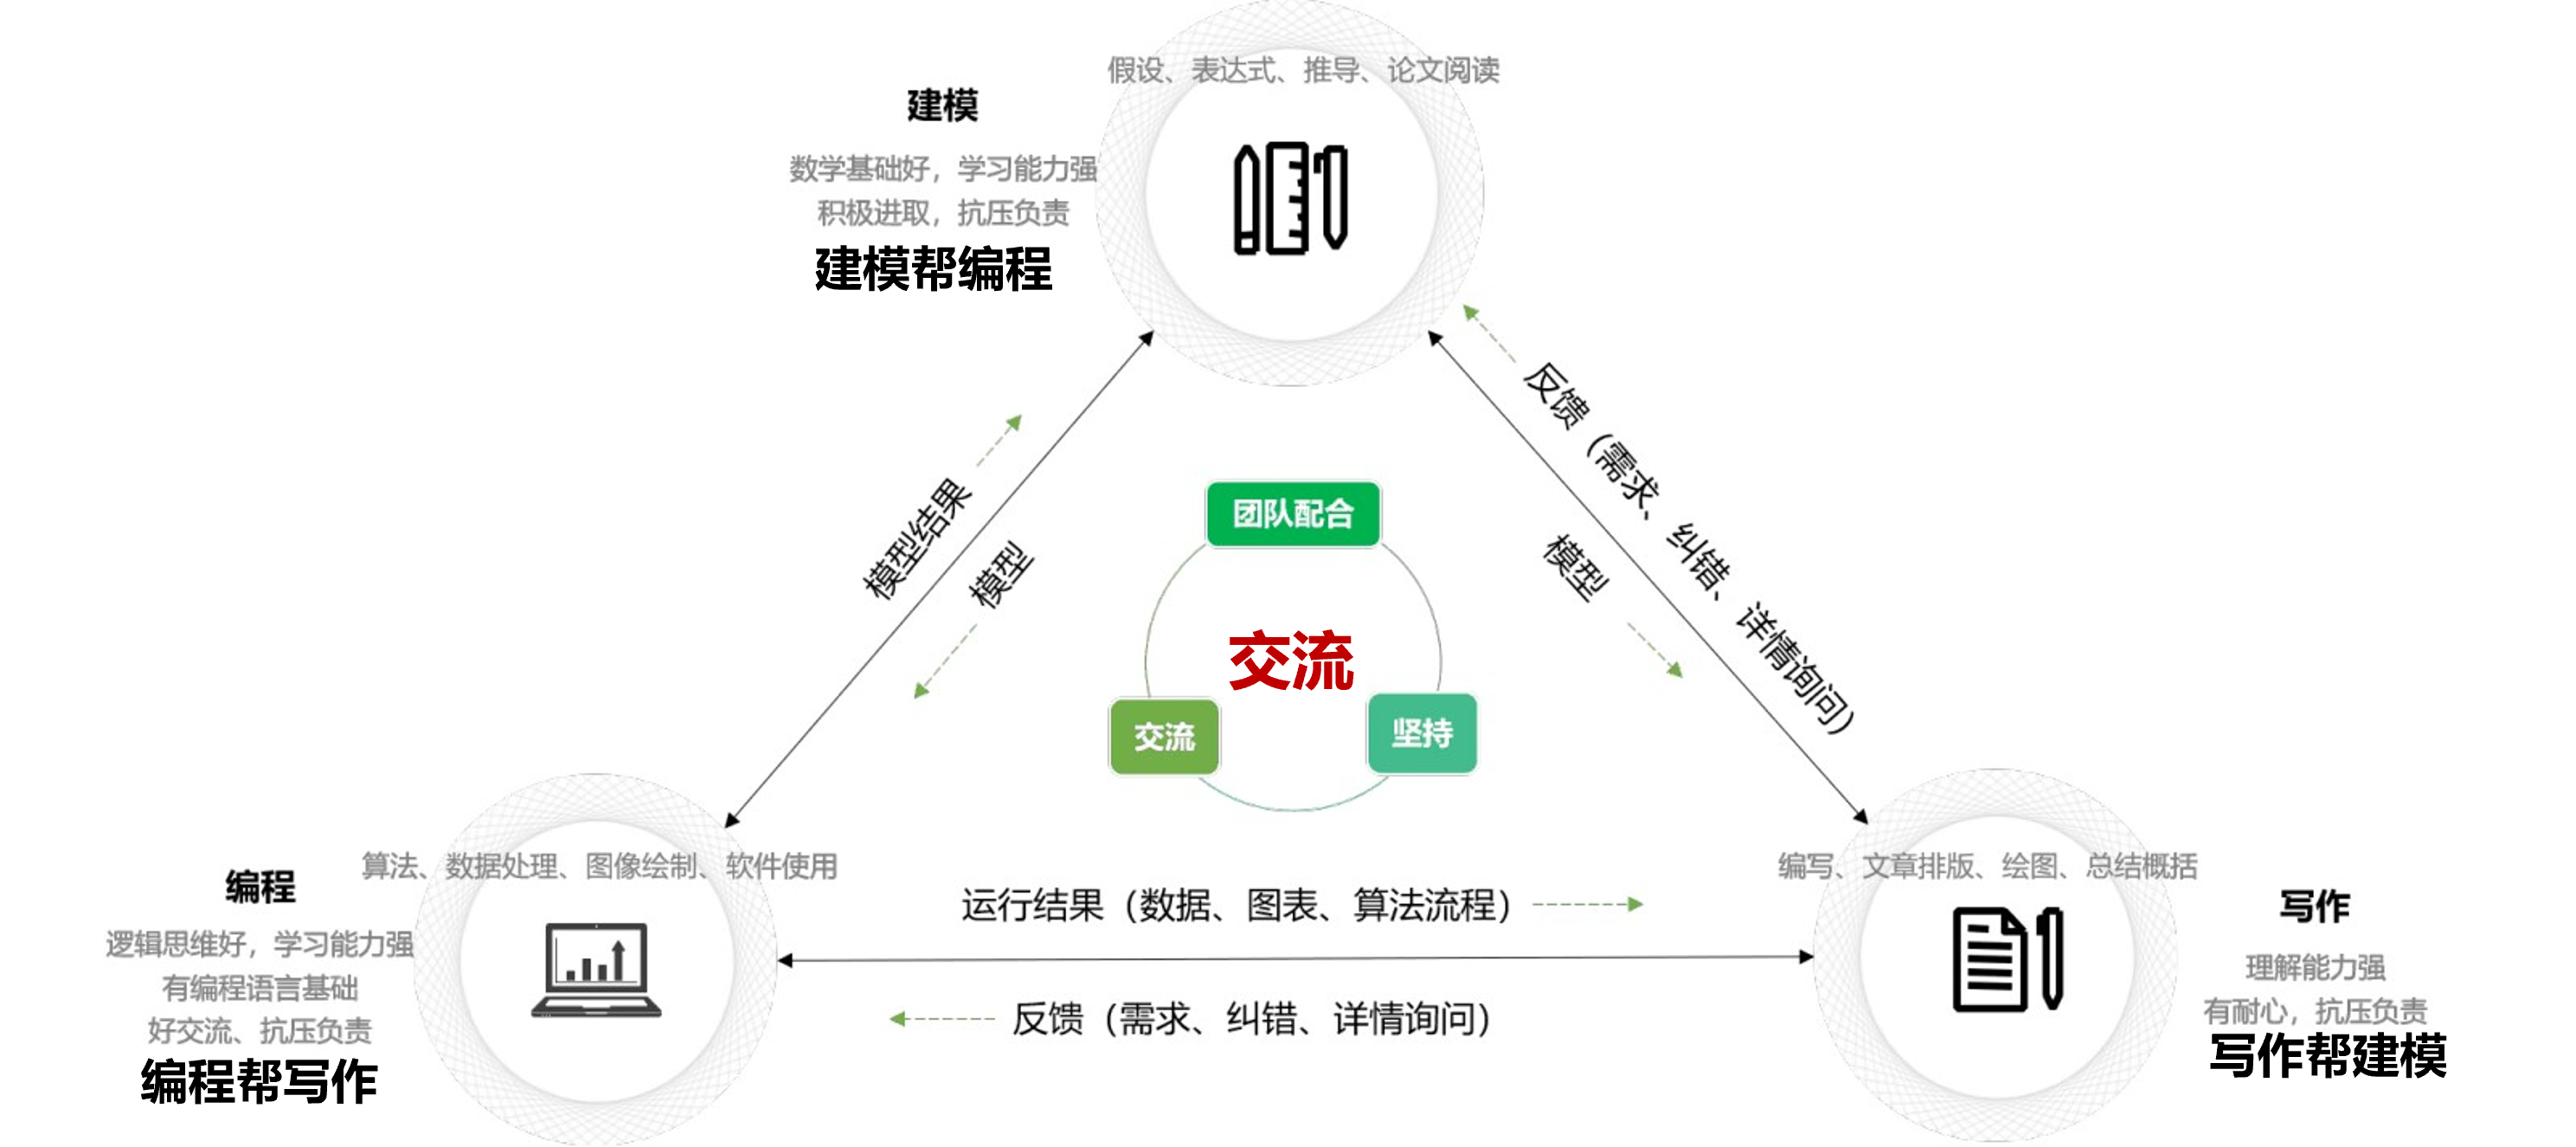 假设、表达式、推导、论文阅读
建模
数学基础好，学习能力强
积极进取，抗压负责
建模帮编程
反馈（需求、纠错、详情询问）
模型结果
模型
模型
团队配合
交流
交流
坚持
算法、数据处理、图像绘制、软件使用
编程
逻辑思维好，学习能力强
有编程语言基础
好交流、抗压负责
编程帮写作
运行结果（数据、图表、算法流程）
反馈（需求、纠错、详情询问）
编写、文章排版、绘图、总结概括
写作
理解能力强
有耐心，抗压负责
写作帮建模